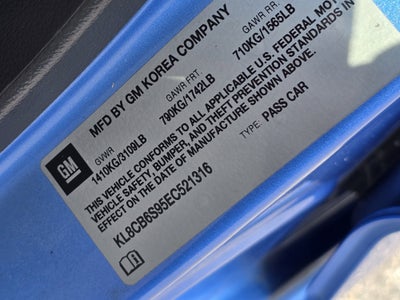 MFD BY GM KOREA COMPANY
GVWR GAWR FRT. GAWR RR.
1410KG/3109LB 790KG/1742LB 710KG/1565LB
THIS VEHICLE CONFORMS TO ALL APPLICABLE U.S. FEDERAL MOTOR
VEHICLE SAFETY, BUMPER, AND THEFT PREVENTION STANDARDS IN
EFFECT ON THE DATE OF MANUFACTURE SHOWN ABOVE.
KL8CB6S95EC521316 TYPE: PASS CAR
GM